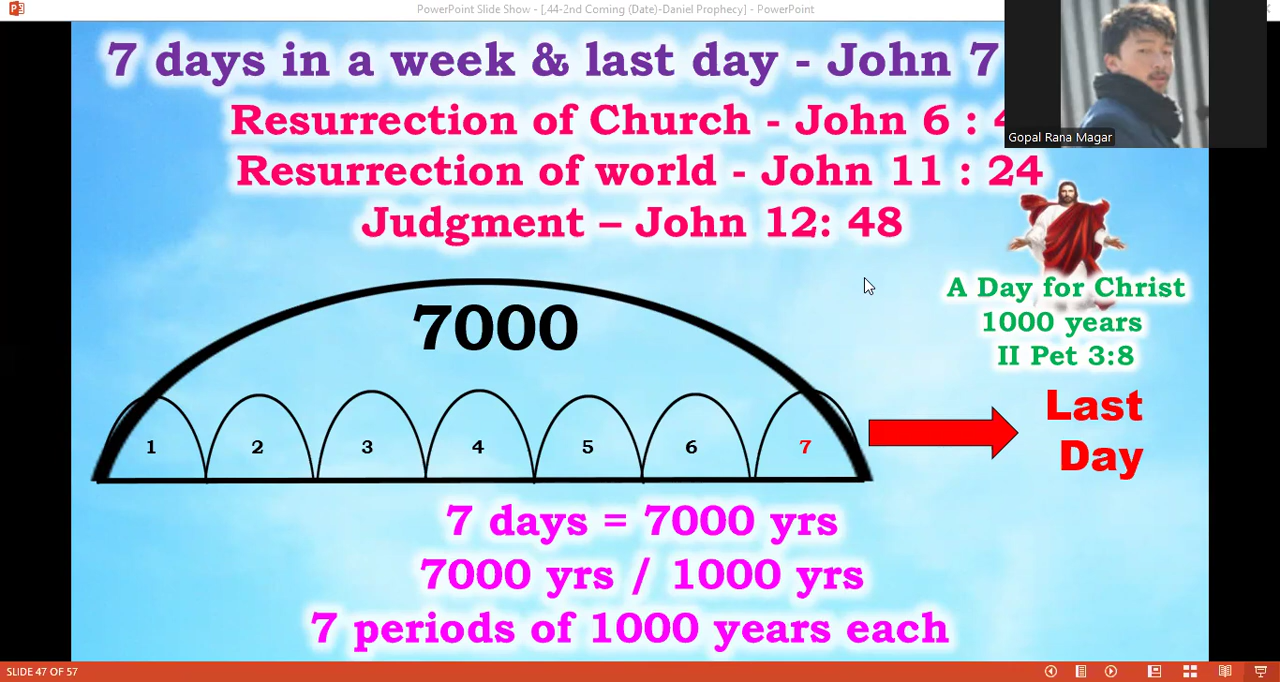 PowerPoint Slide Show - [,44-2nd Coming (Date)-Daniel Prophecy] - PowerPoint
7 days in a week & last day - John 7
Resurrection of Church - John 6 :
Gopal Rana Magar
Resurrection of world - John 11 : 24
Judgment – John 12: 48
A Day for Christ
1000 years
II Pet 3:8
7000
1 2 3 4 5 6 7
Last
Day
7 days = 7000 yrs
7000 yrs / 1000 yrs
7 periods of 1000 years each
SLIDE 47 OF 57